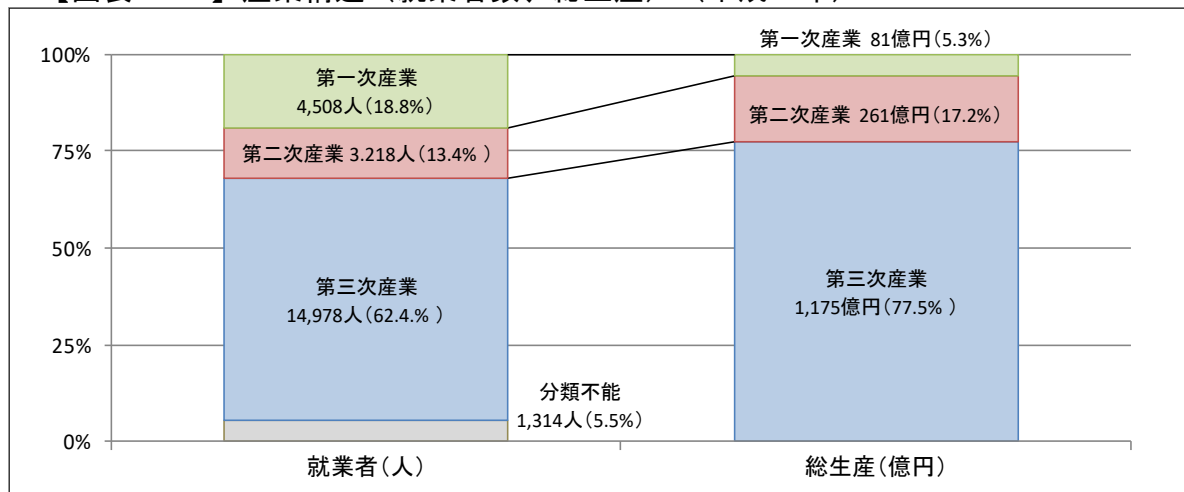 100%
75%
50%
25%
0%
第一次産業
4,508人(18.8%)
第二次産業 3.218人(13.4% )
第三次産業
14,978人(62.4.% )
分類不能
1,314人(5.5%)
第一次産業 81億円(5.3%)
第二次産業 261億円(17.2%)
第三次産業
1,175億円(77.5% )
就業者(人)
総生産(億円)